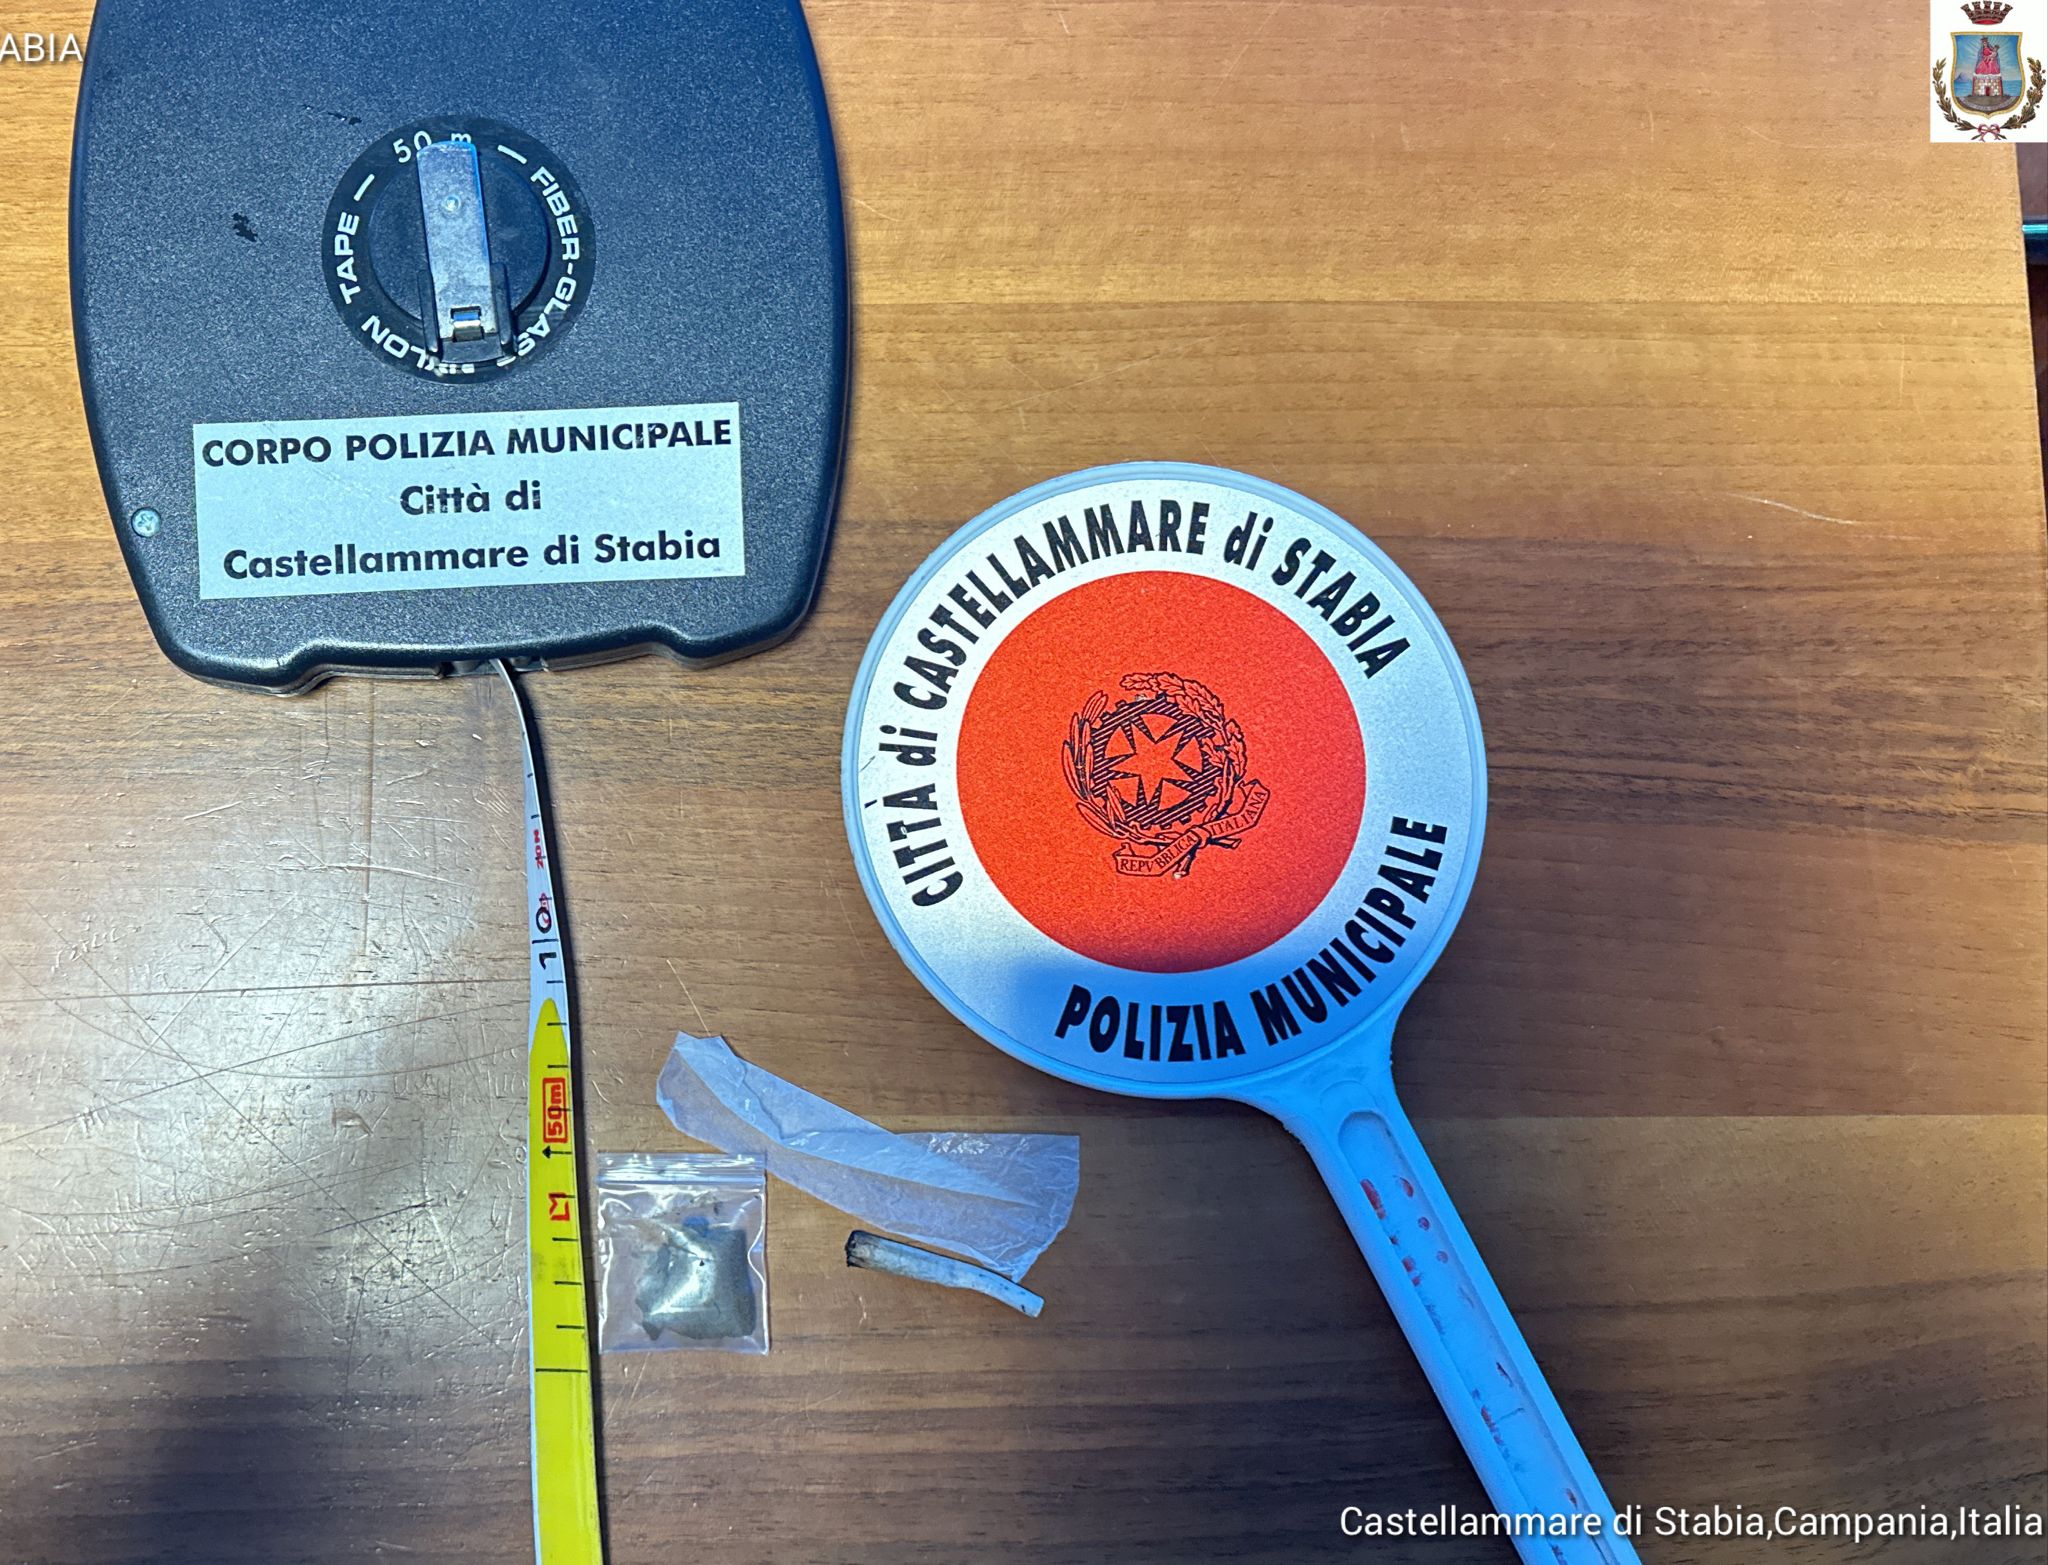 ABIA
50 m
FIBER-GLASS
TAPE
CORPO POLIZIA MUNICIPALE
Città di
Castellammare di Stabia
CITTÀ di CASTELLAMMARE di STABIA
REPVBBLICA ITALIANA
POLIZIA MUNICIPALE
50m
Castellammare di Stabia,Campania,Italia